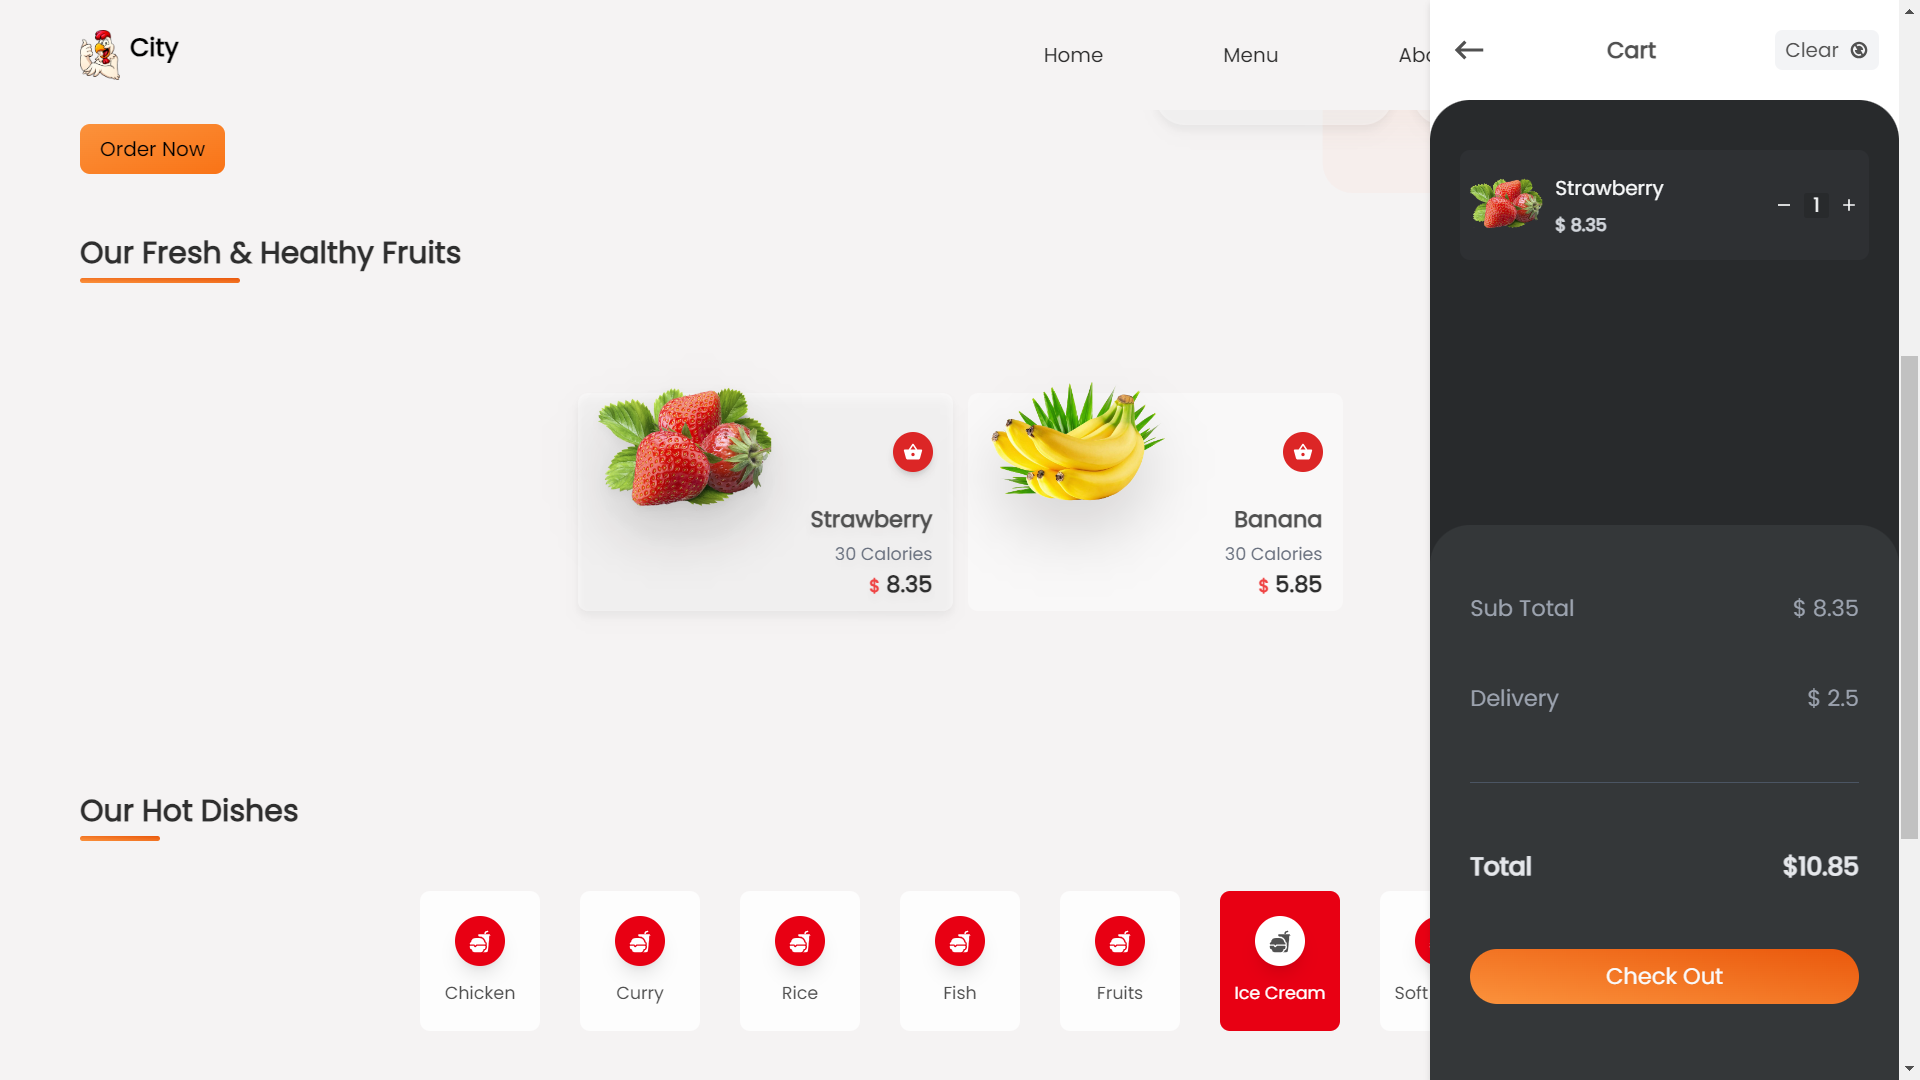 City
Home
Menu
Abo
Order Now
Our Fresh & Healthy Fruits
Strawberry
30 Calories
$ 8.35
Banana
30 Calories
$ 5.85
Our Hot Dishes
Chicken
Curry
Rice
Fish
Fruits
Ice Cream
Soft
Cart
Clear
Strawberry
$ 8.35
1
Sub Total
$ 8.35
Delivery
$ 2.5
Total
$10.85
Check Out